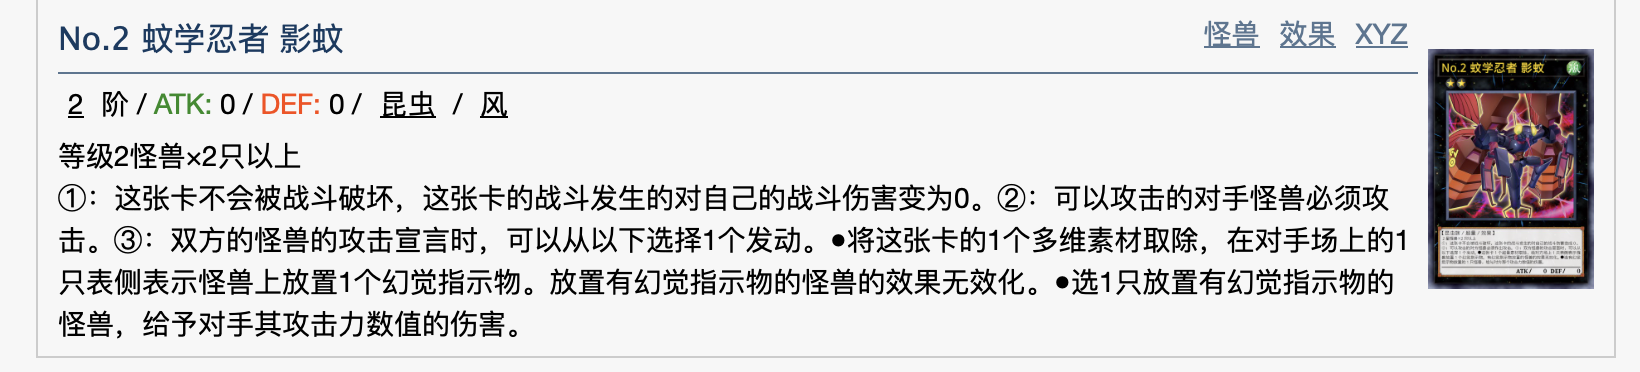 No.2 蚊学忍者 影蚊
怪兽 效果 XYZ
2 阶 / ATK: 0 / DEF: 0 / 昆虫 / 风
等级2怪兽×2只以上
①：这张卡不会被战斗破坏，这张卡的战斗发生的对自己的战斗伤害变为0。②：可以攻击的对手怪兽必须攻
击。③：双方的怪兽的攻击宣言时，可以从以下选择1个发动。●将这张卡的1个多维素材取除，在对手场上的1
只表侧表示怪兽上放置1个幻觉指示物。放置有幻觉指示物的怪兽的效果无效化。●选1只放置有幻觉指示物的
怪兽，给予对手其攻击力数值的伤害。
No.2 蚊学忍者 影蚊
风
ATK/ 0 DEF/ 0